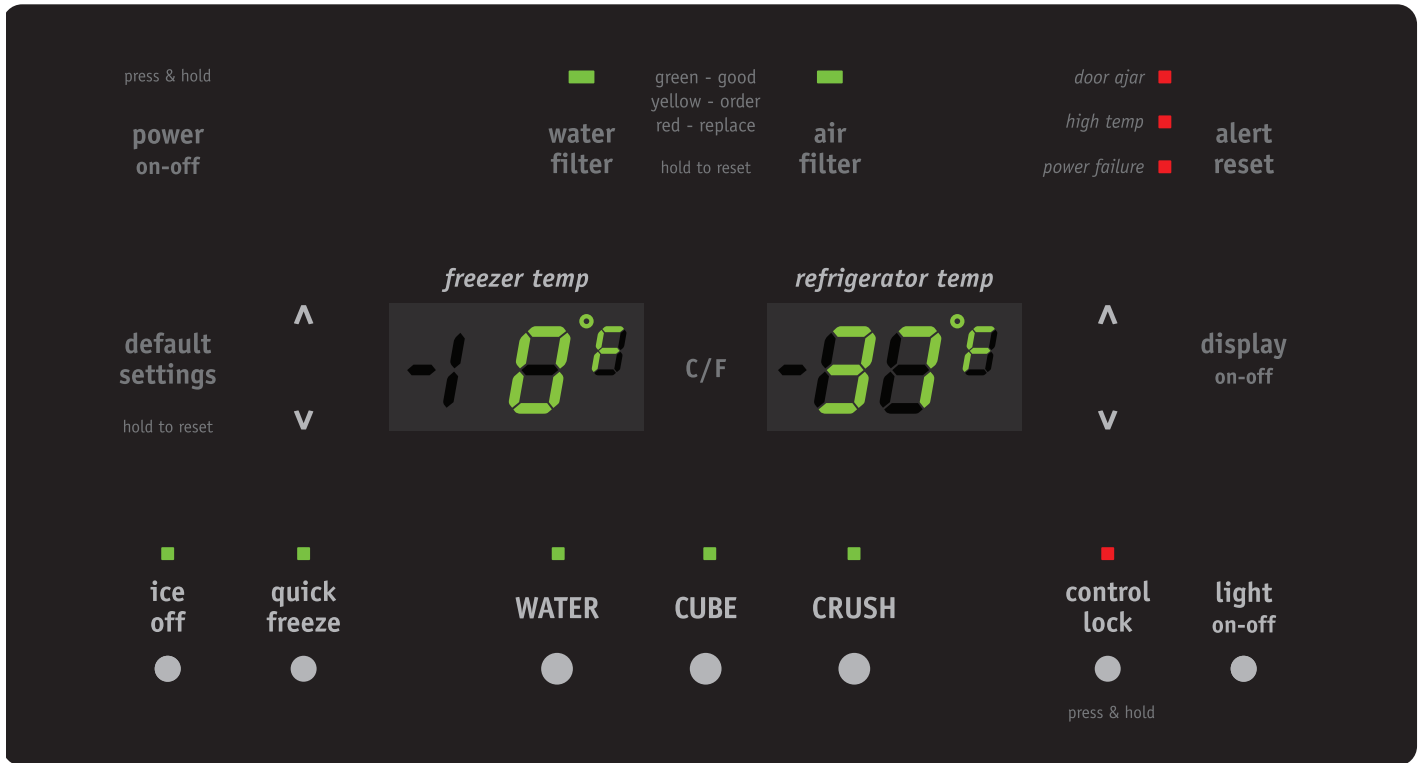 press & hold
power
on-off
water
filter
green - good
yellow - order
red - replace
hold to reset
air
filter
door ajar
high temp
power failure
alert
reset
default
settings
hold to reset
^
v
freezer temp
0°F
C/F
refrigerator temp
37°F
^
v
display
on-off
ice
off
quick
freeze
WATER
CUBE
CRUSH
control
lock
press & hold
light
on-off